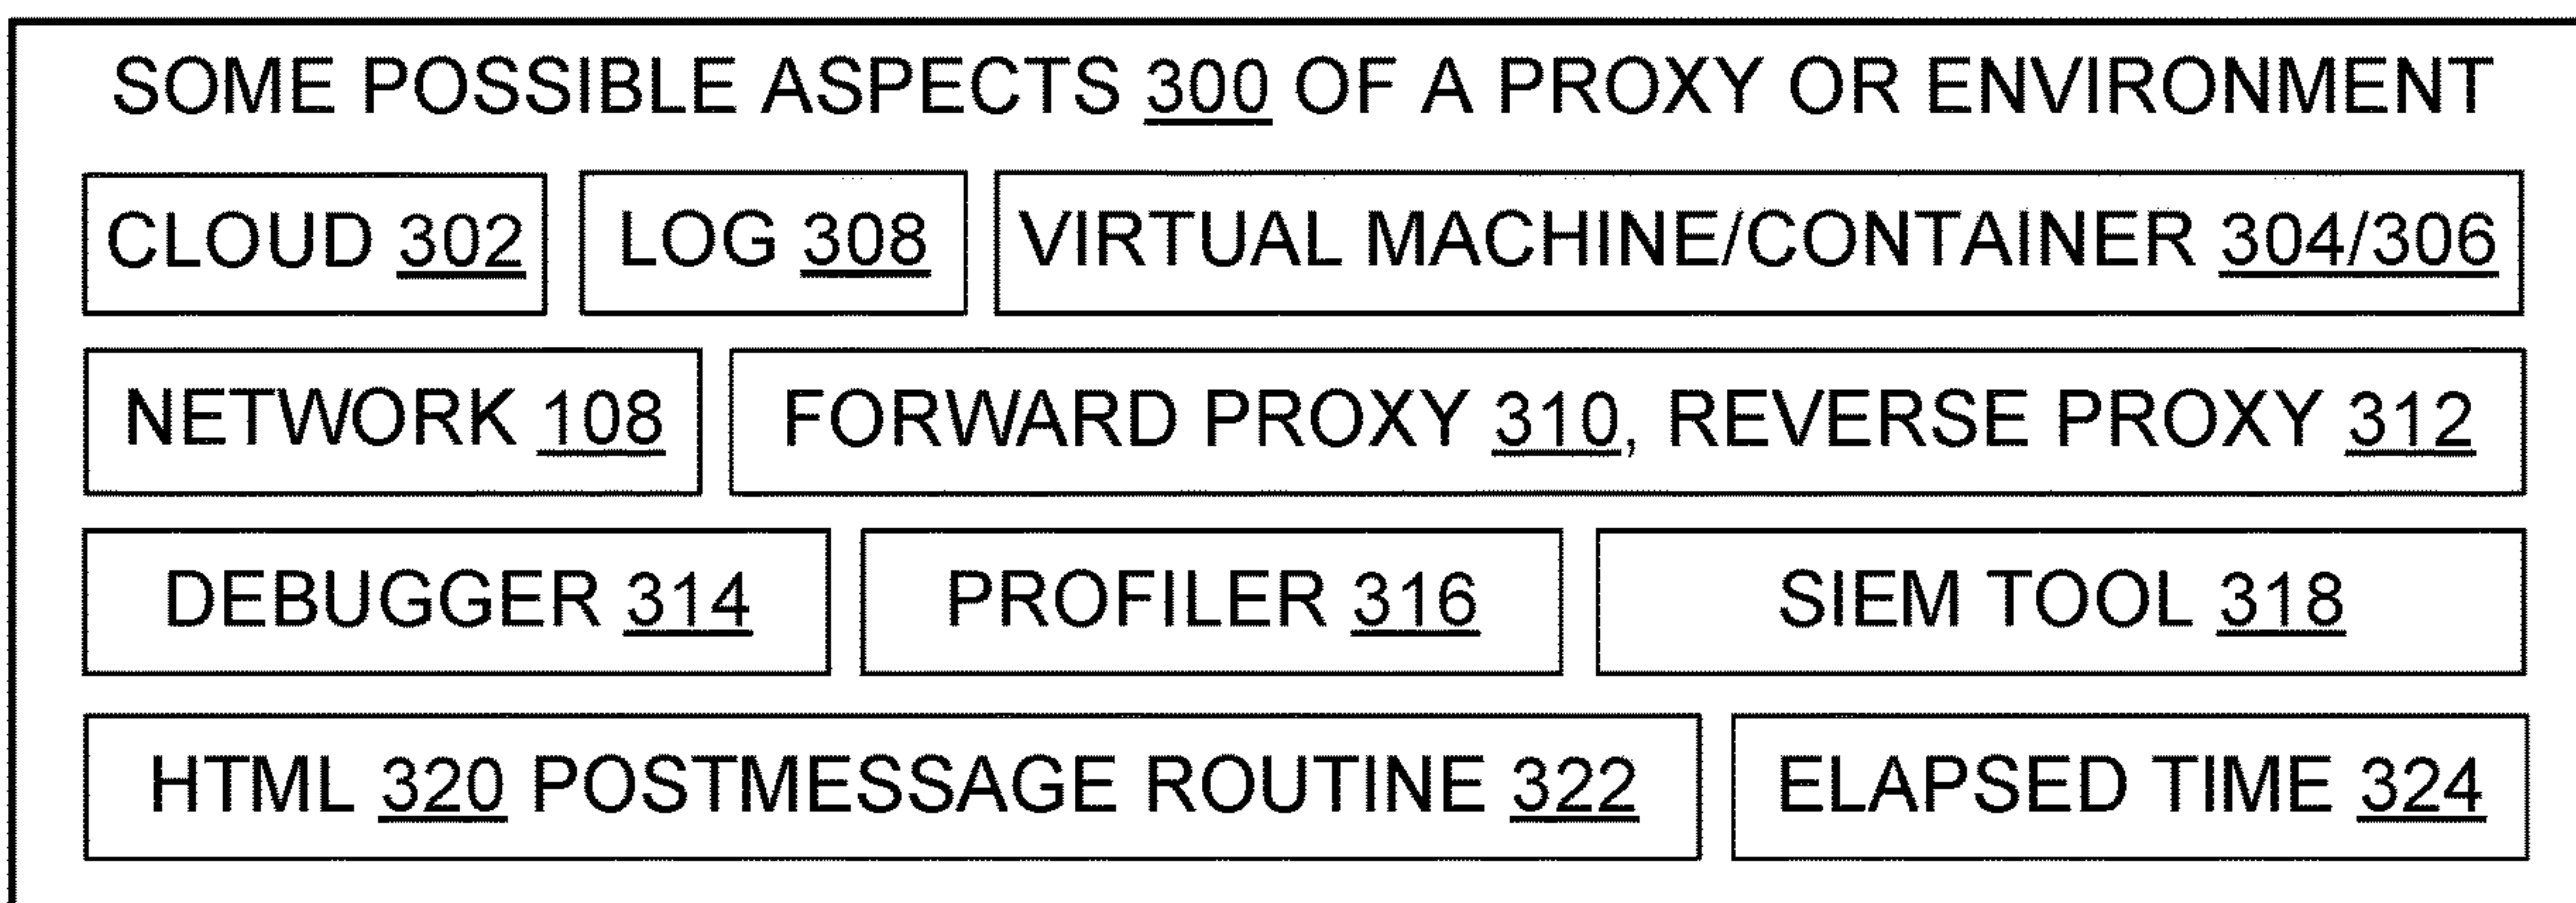 SOME POSSIBLE ASPECTS 300 OF A PROXY OR ENVIRONMENT
CLOUD 302 LOG 308 VIRTUAL MACHINE/CONTAINER 304/306
NETWORK 108 FORWARD PROXY 310, REVERSE PROXY 312
DEBUGGER 314 PROFILER 316 SIEM TOOL 318
HTML 320 POSTMESSAGE ROUTINE 322 ELAPSED TIME 324